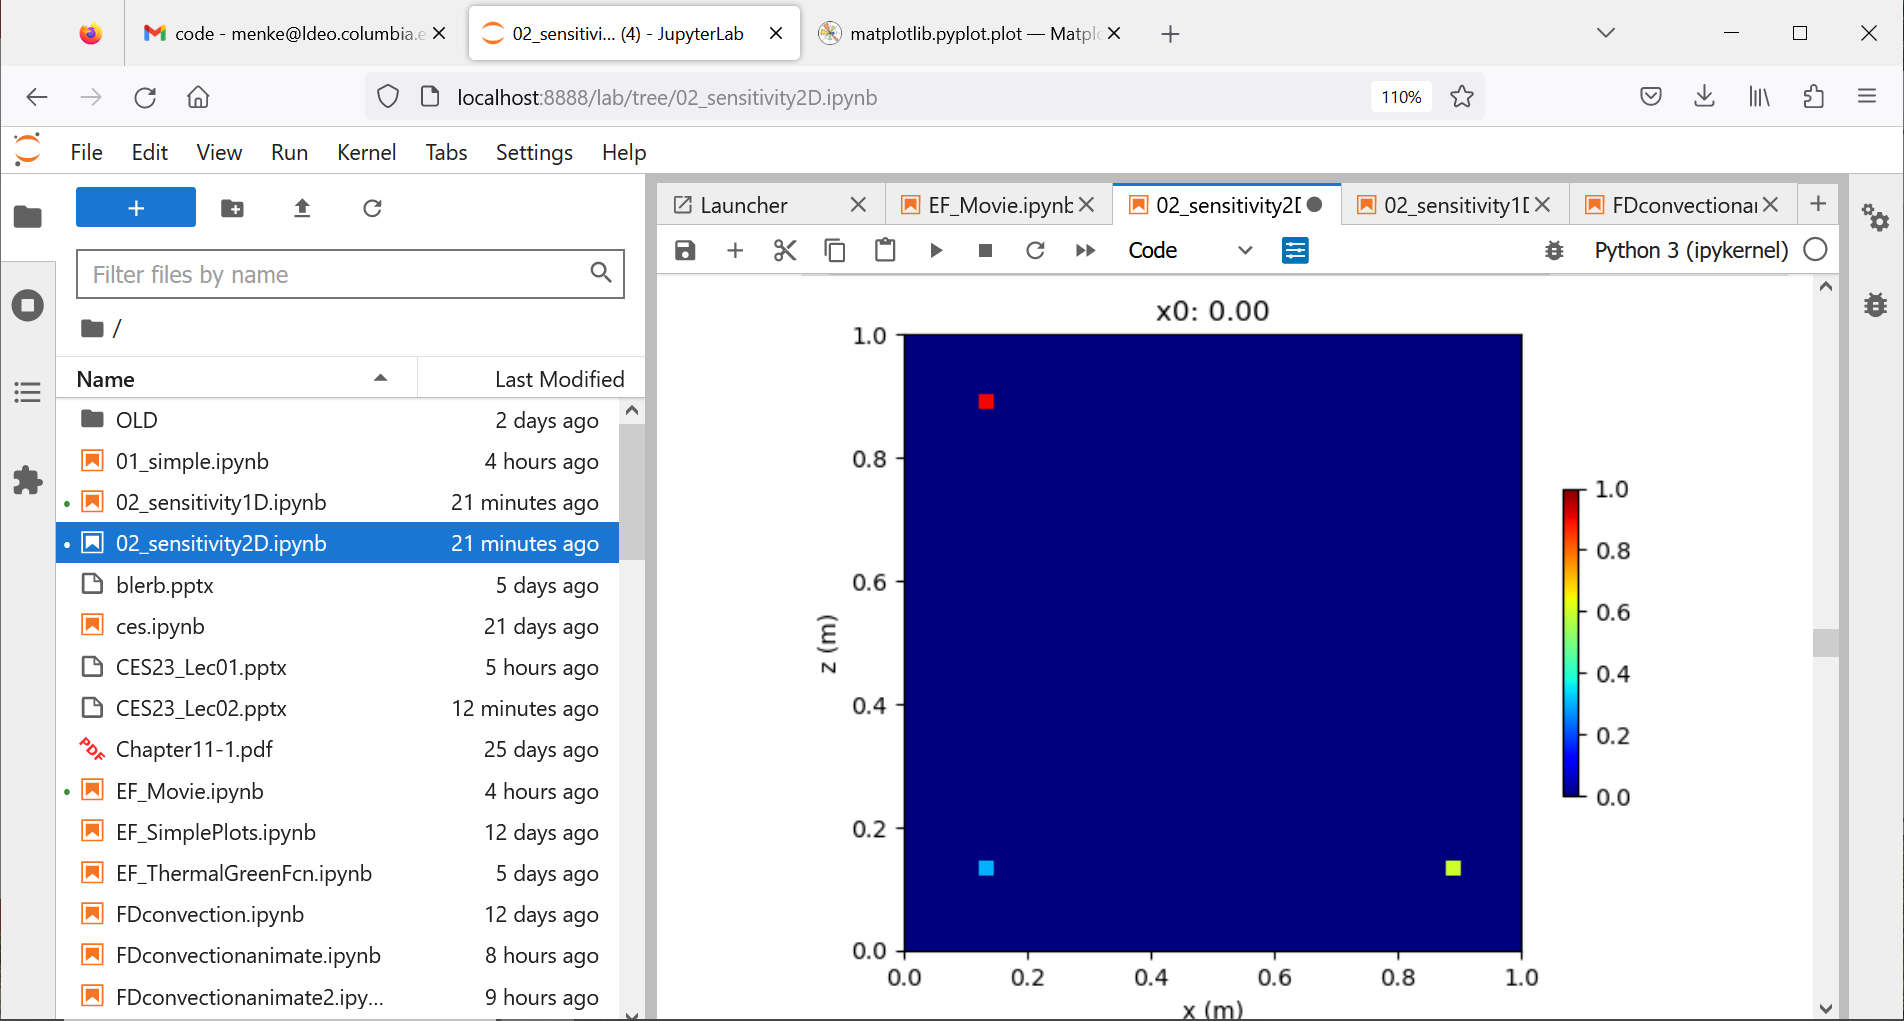 code - menke@ldeo.columbia.e
02_sensitivi... (4) - JupyterLab
matplotlib.pyplot.plot — Matplo
localhost:8888/lab/tree/02_sensitivity2D.ipynb
110%
File Edit View Run Kernel Tabs Settings Help
Launcher
EF_Movie.ipynb
02_sensitivity2D
02_sensitivity1D
FDconvectionan
Code
Python 3 (ipykernel)
Filter files by name
/
Name Last Modified
OLD 2 days ago
01_simple.ipynb 4 hours ago
02_sensitivity1D.ipynb 21 minutes ago
02_sensitivity2D.ipynb 21 minutes ago
blerb.pptx 5 days ago
ces.ipynb 21 days ago
CES23_Lec01.pptx 5 hours ago
CES23_Lec02.pptx 12 minutes ago
PDF Chapter11-1.pdf 25 days ago
EF_Movie.ipynb 4 hours ago
EF_SimplePlots.ipynb 12 days ago
EF_ThermalGreenFcn.ipynb 5 days ago
FDconvection.ipynb 12 days ago
FDconvectionanimate.ipynb 8 hours ago
FDconvectionanimate2.ipy... 9 hours ago
x0: 0.00
1.0
0.8
0.6
0.4
0.2
0.0
z (m)
0.0 0.2 0.4 0.6 0.8 1.0
x (m)
1.0
0.8
0.6
0.4
0.2
0.0